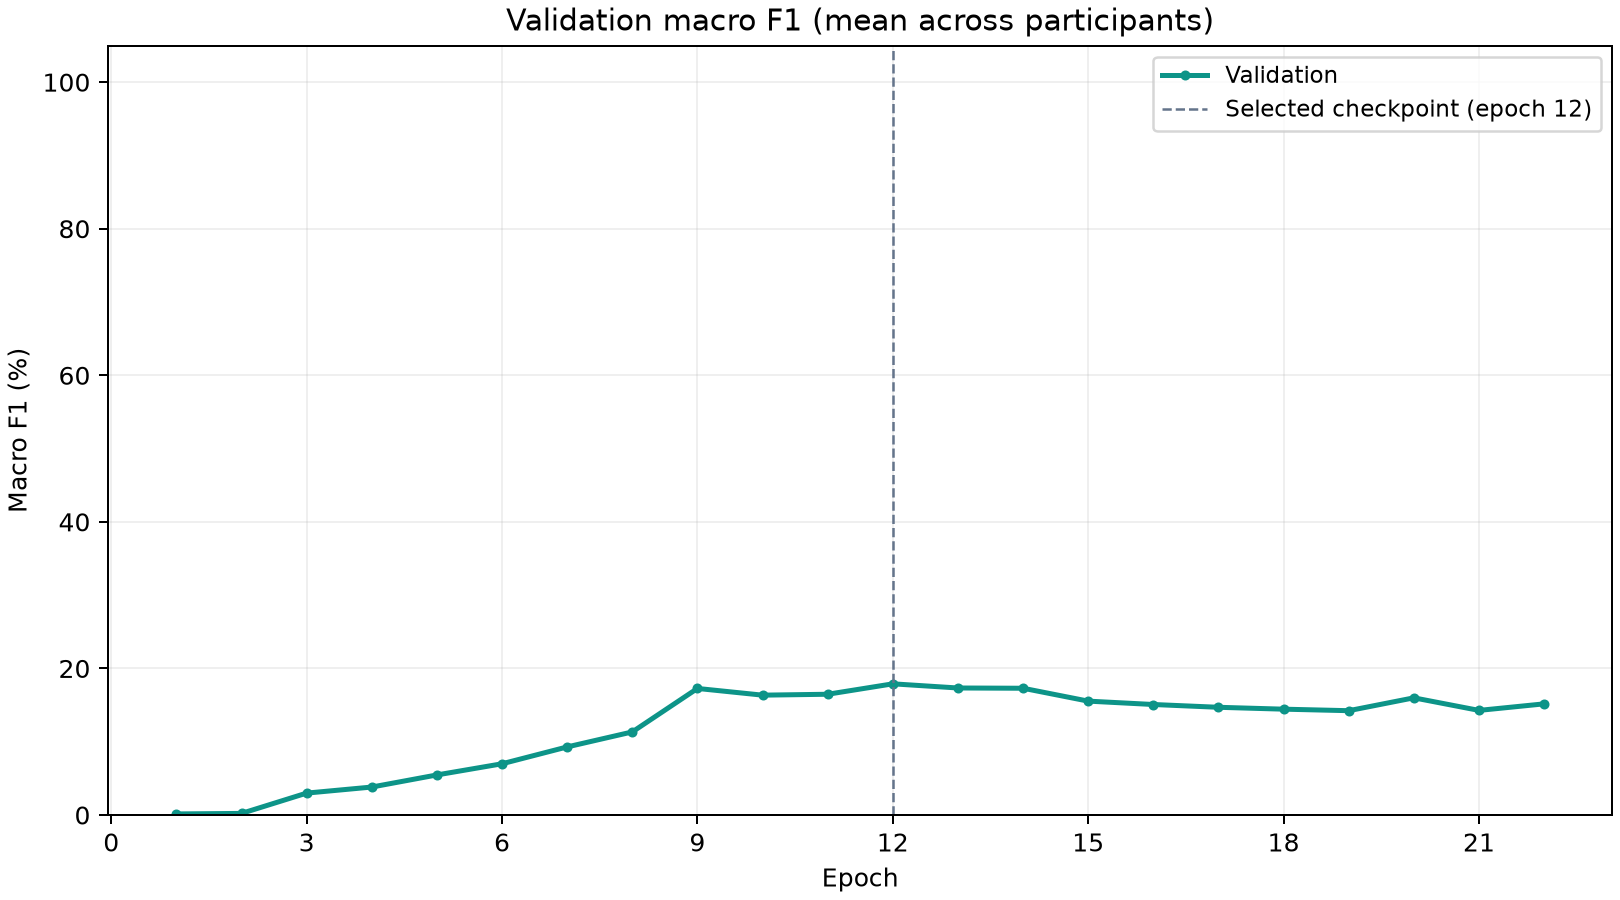 Validation macro F1 (mean across participants)
Validation
Selected checkpoint (epoch 12)
Macro F1 (%)
100
80
60
40
20
0
0 3 6 9 12 15 18 21
Epoch